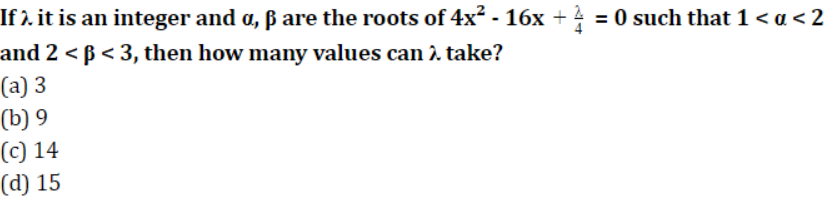 If λ it is an integer and α, β are the roots of 4x² - 16x + λ/4 = 0 such that 1 < α < 2
and 2 < β < 3, then how many values can λ take?
(a) 3
(b) 9
(c) 14
(d) 15